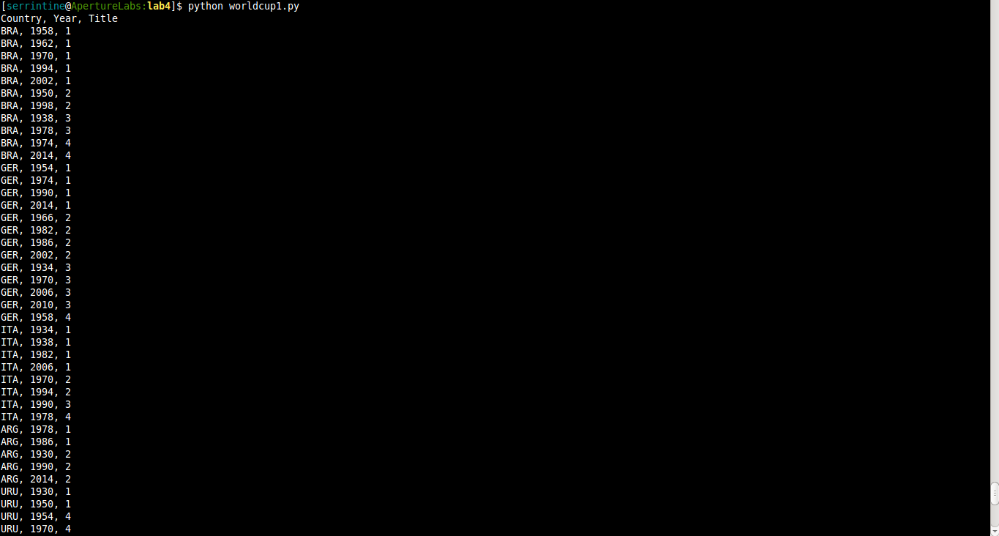 [serrintine@ApertureLabs:lab4]$ python worldcup1.py
Country, Year, Title
BRA, 1958, 1
BRA, 1962, 1
BRA, 1970, 1
BRA, 1994, 1
BRA, 2002, 1
BRA, 1950, 2
BRA, 1998, 2
BRA, 1938, 3
BRA, 1978, 3
BRA, 1974, 4
BRA, 2014, 4
GER, 1954, 1
GER, 1974, 1
GER, 1990, 1
GER, 2014, 1
GER, 1966, 2
GER, 1982, 2
GER, 1986, 2
GER, 2002, 2
GER, 1934, 3
GER, 1970, 3
GER, 2006, 3
GER, 2010, 3
GER, 1958, 4
ITA, 1934, 1
ITA, 1938, 1
ITA, 1982, 1
ITA, 2006, 1
ITA, 1970, 2
ITA, 1994, 2
ITA, 1990, 3
ITA, 1978, 4
ARG, 1978, 1
ARG, 1986, 1
ARG, 1930, 2
ARG, 1990, 2
ARG, 2014, 2
URU, 1930, 1
URU, 1950, 1
URU, 1954, 4
URU, 1970, 4